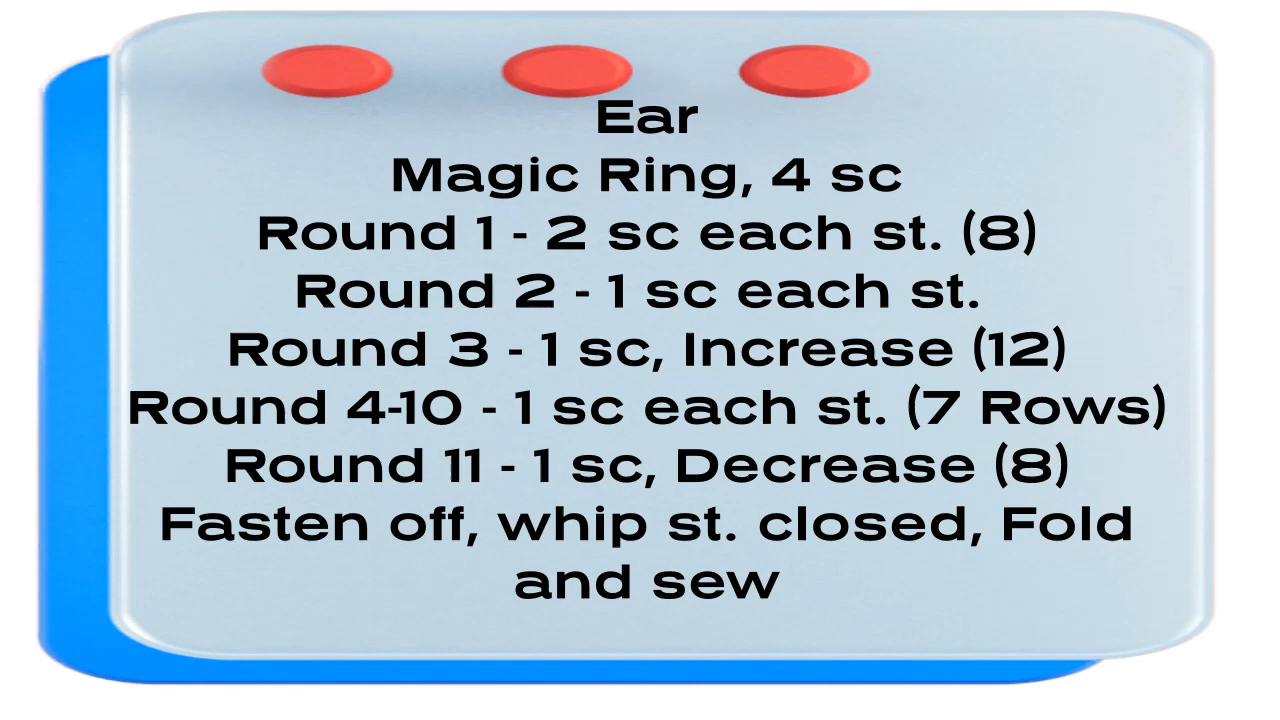 Ear
Magic Ring, 4 sc
Round 1 - 2 sc each st. (8)
Round 2 - 1 sc each st.
Round 3 - 1 sc, Increase (12)
Round 4-10 - 1 sc each st. (7 Rows)
Round 11 - 1 sc, Decrease (8)
Fasten off, whip st. closed, Fold
and sew